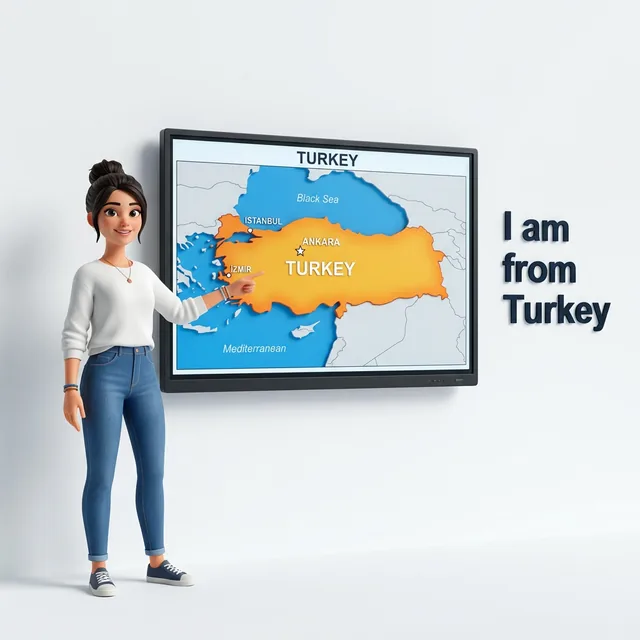 TURKEY
Black Sea
ISTANBUL
ANKARA
IZMIR
TURKEY
Mediterranean
I am
from
Turkey